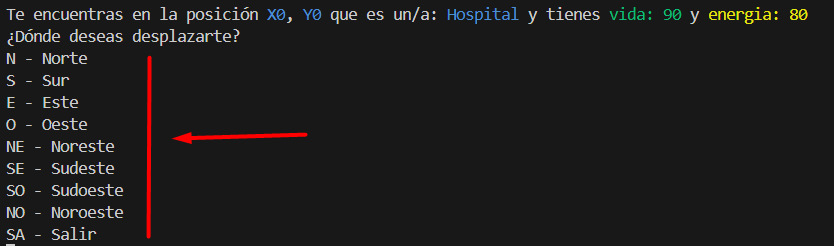 Te encuentras en la posición X0, Y0 que es un/a: Hospital y tienes vida: 90 y energia: 80
¿Dónde deseas desplazarte?
N - Norte
S - Sur
E - Este
O - Oeste
NE - Noreste
SE - Sudeste
SO - Sudoeste
NO - Noroeste
SA - Salir